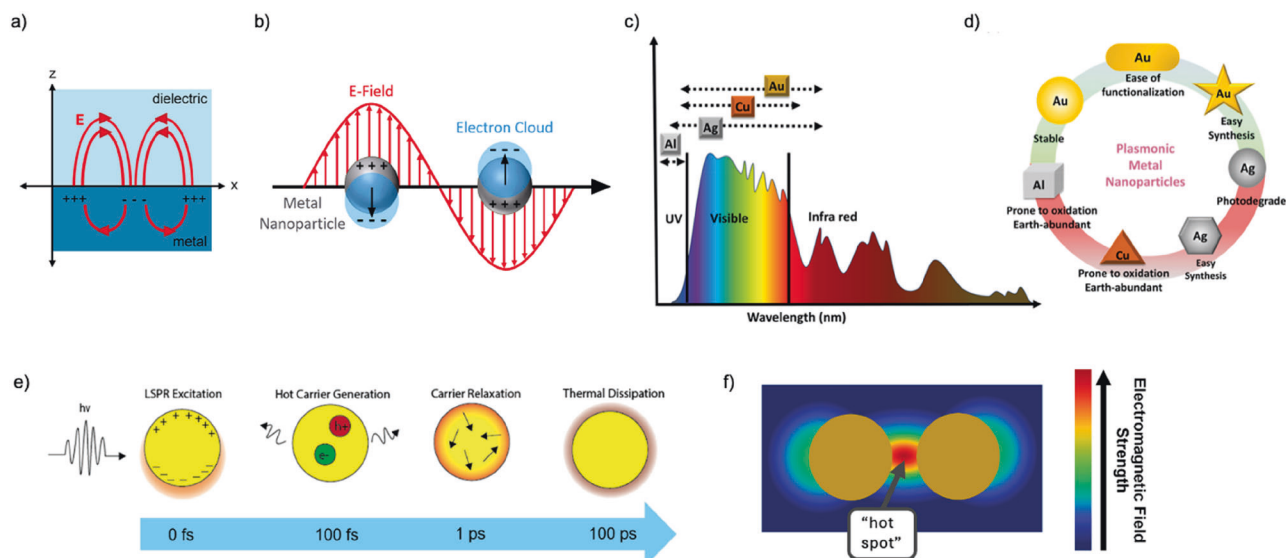 a)
z
dielectric
E
x
+++
- - -
+++
metal
b)
E-Field
Electron Cloud
- - -
+++
+++
- - -
Metal
Nanoparticle
c)
Au
Cu
Ag
Al
UV
Visible
Infra red
Wavelength (nm)
d)
Au
Ease of
functionalization
Au
Easy
Synthesis
Au
Stable
Plasmonic
Metal
Nanoparticles
Ag
Photodegrade
Al
Prone to oxidation
Earth-abundant
Ag
Easy
Synthesis
Cu
Prone to oxidation
Earth-abundant
e)
hv
LSPR Excitation
Hot Carrier Generation
Carrier Relaxation
Thermal Dissipation
h+
e-
0 fs
100 fs
1 ps
100 ps
f)
"hot
spot"
Electromagnetic Field
Strength